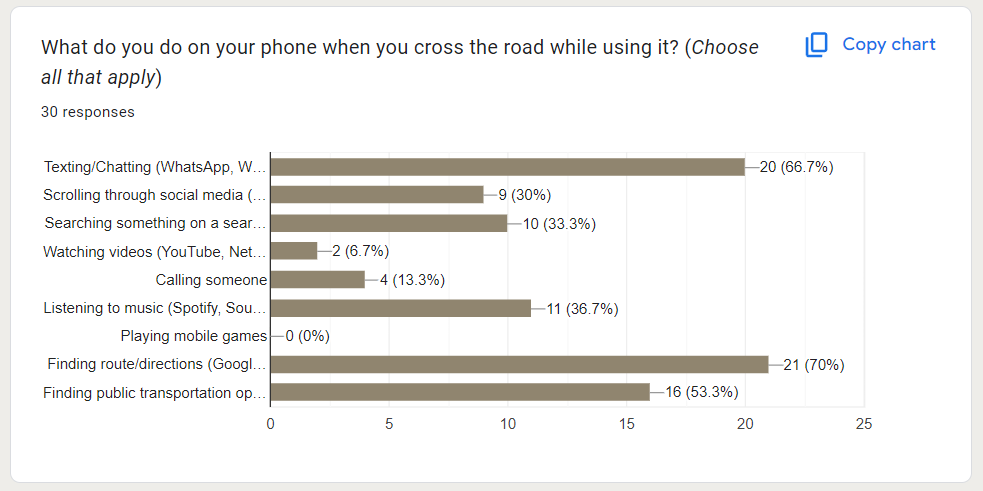 What do you do on your phone when you cross the road while using it? (Choose
all that apply)
Copy chart
30 responses
Texting/Chatting (WhatsApp, W... 20 (66.7%)
Scrolling through social media (... 9 (30%)
Searching something on a sear... 10 (33.3%)
Watching videos (YouTube, Net... 2 (6.7%)
Calling someone 4 (13.3%)
Listening to music (Spotify, Sou... 11 (36.7%)
Playing mobile games 0 (0%)
Finding route/directions (Googl... 21 (70%)
Finding public transportation op... 16 (53.3%)
0 5 10 15 20 25